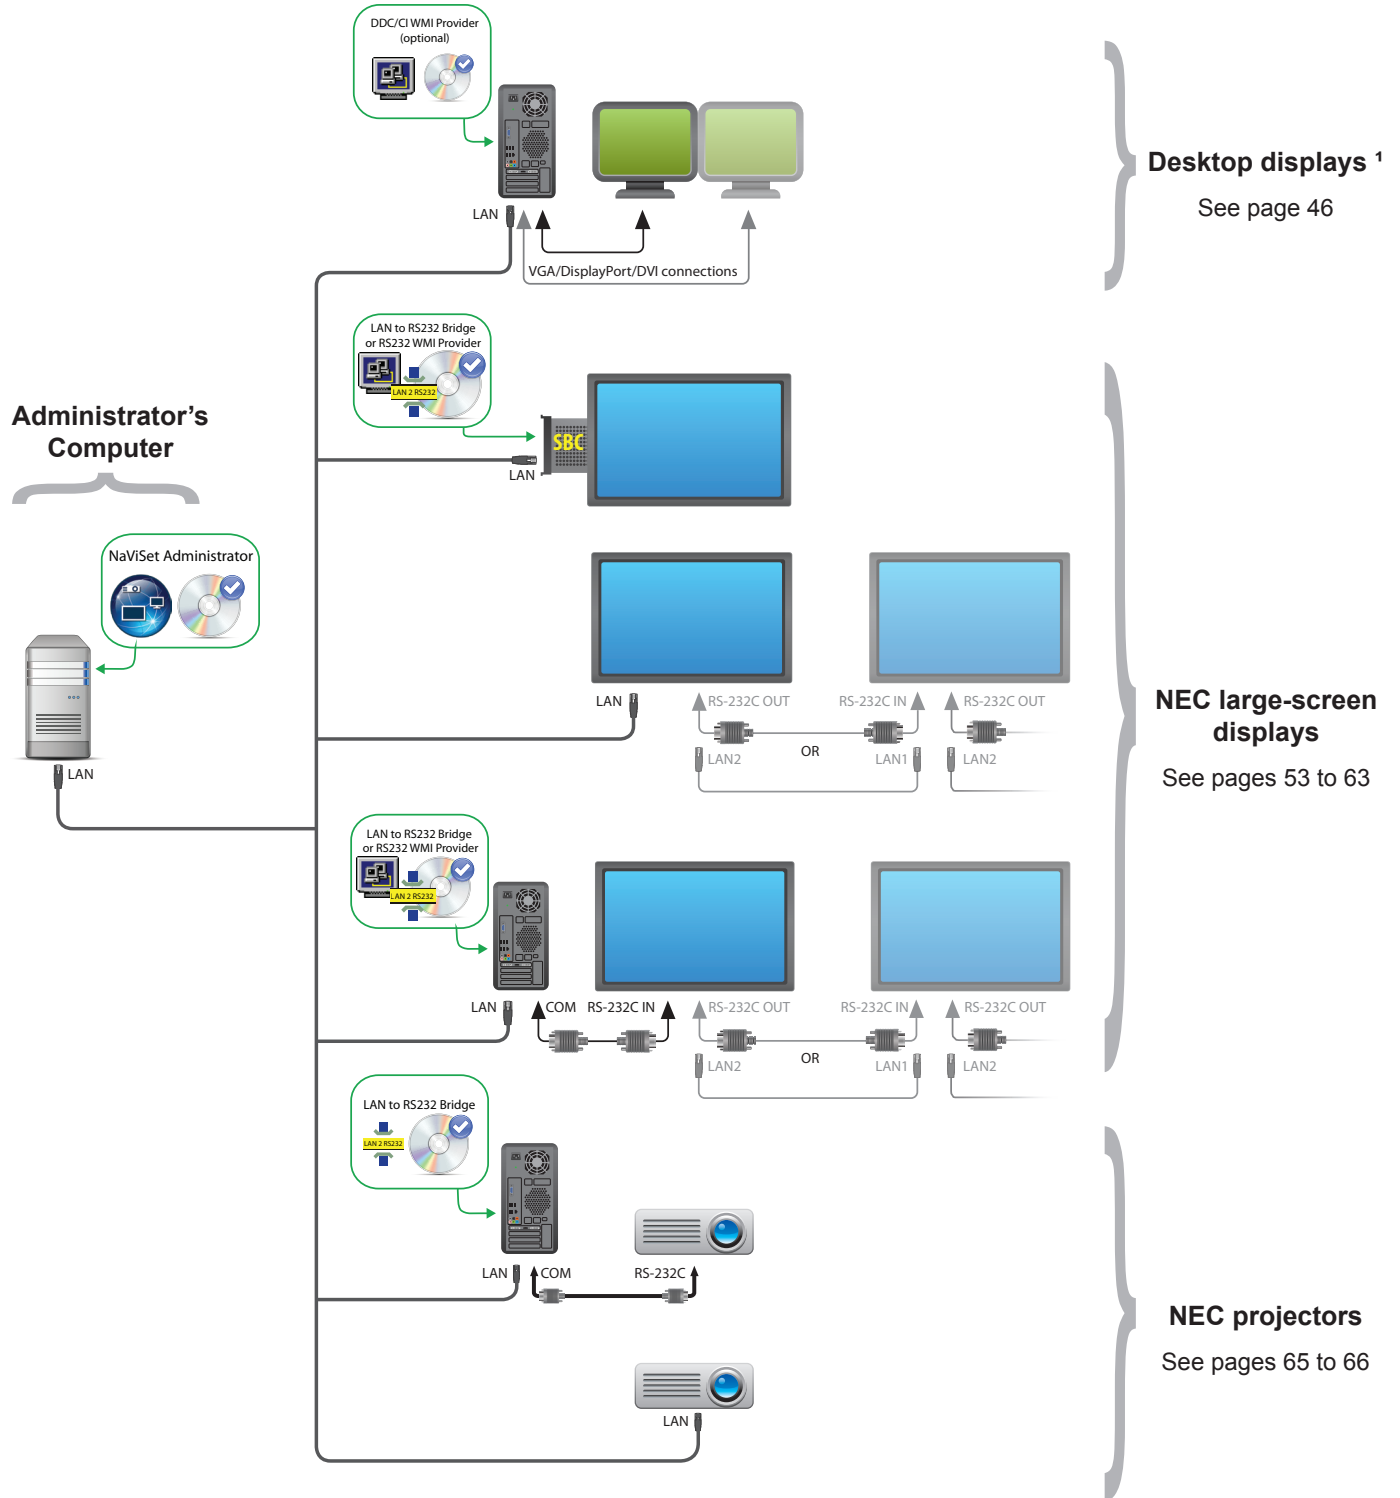 DDC/CI WMI Provider
(optional)
LAN
VGA/DisplayPort/DVI connections
Desktop displays ¹
See page 46
LAN to RS232 Bridge
or RS232 WMI Provider
LAN 2 RS232
SBC
LAN
Administrator's
Computer
NaViSet Administrator
LAN
LAN
RS-232C OUT
RS-232C IN
RS-232C OUT
OR
LAN2
LAN1
LAN2
NEC large-screen
displays
See pages 53 to 63
LAN to RS232 Bridge
or RS232 WMI Provider
LAN 2 RS232
LAN
COM
RS-232C IN
RS-232C OUT
RS-232C IN
RS-232C OUT
OR
LAN2
LAN1
LAN2
LAN to RS232 Bridge
LAN 2 RS232
LAN
COM
RS-232C
NEC projectors
See pages 65 to 66
LAN